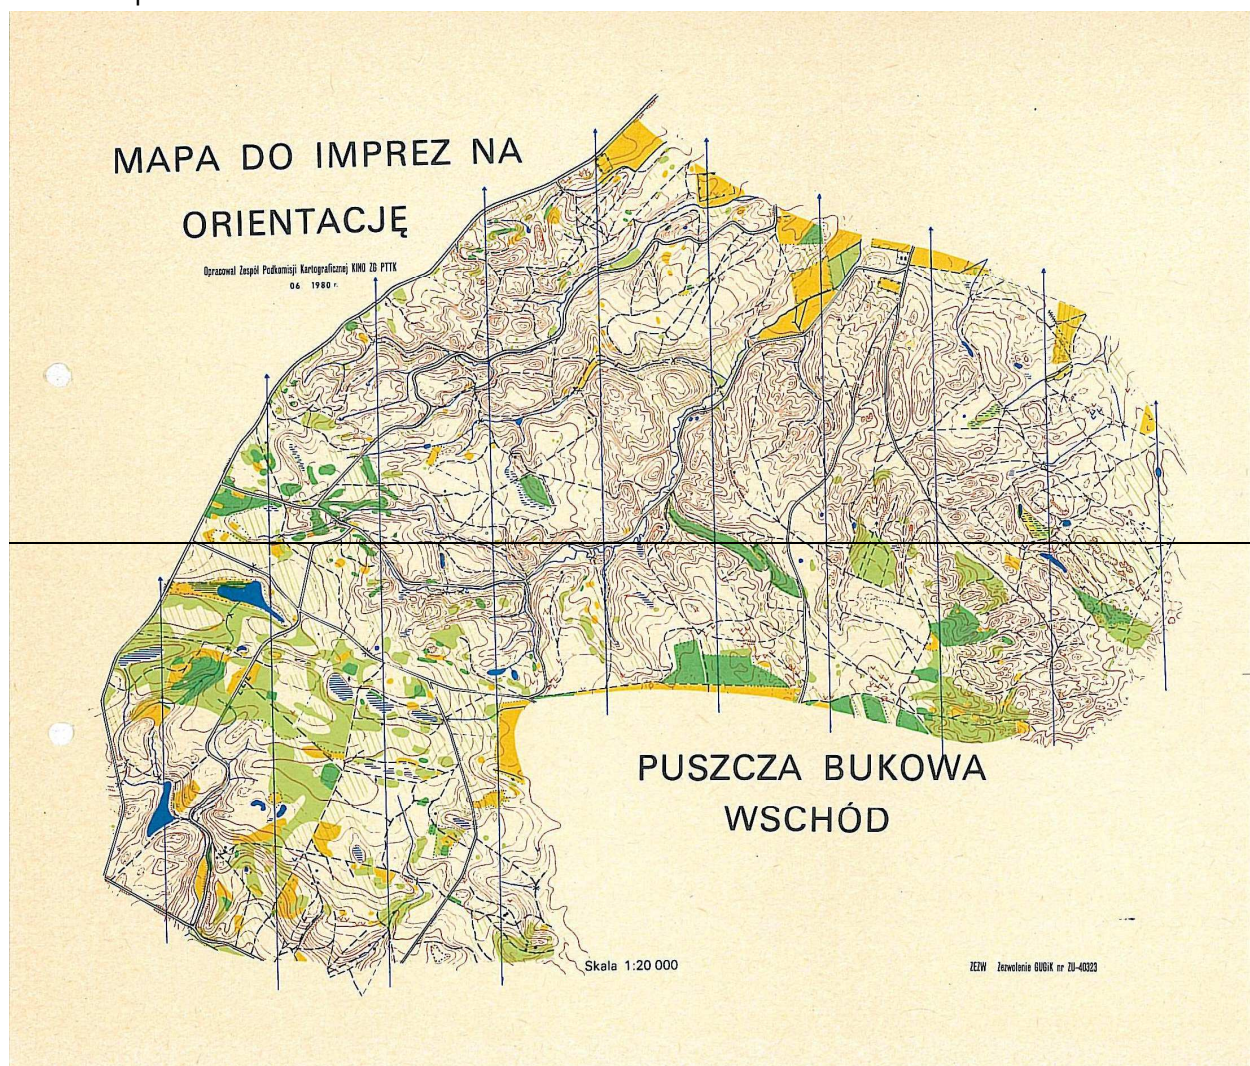 MAPA DO IMPREZ NA
ORIENTACJĘ
Opracował Zespół Podkomisji Kartograficznej KINO ZG PTTK
06 1980 r.
PUSZCZA BUKOWA
WSCHÓD
Skala 1:20 000
ZEZW Zezwolenie GUGiK nr ZU-40323